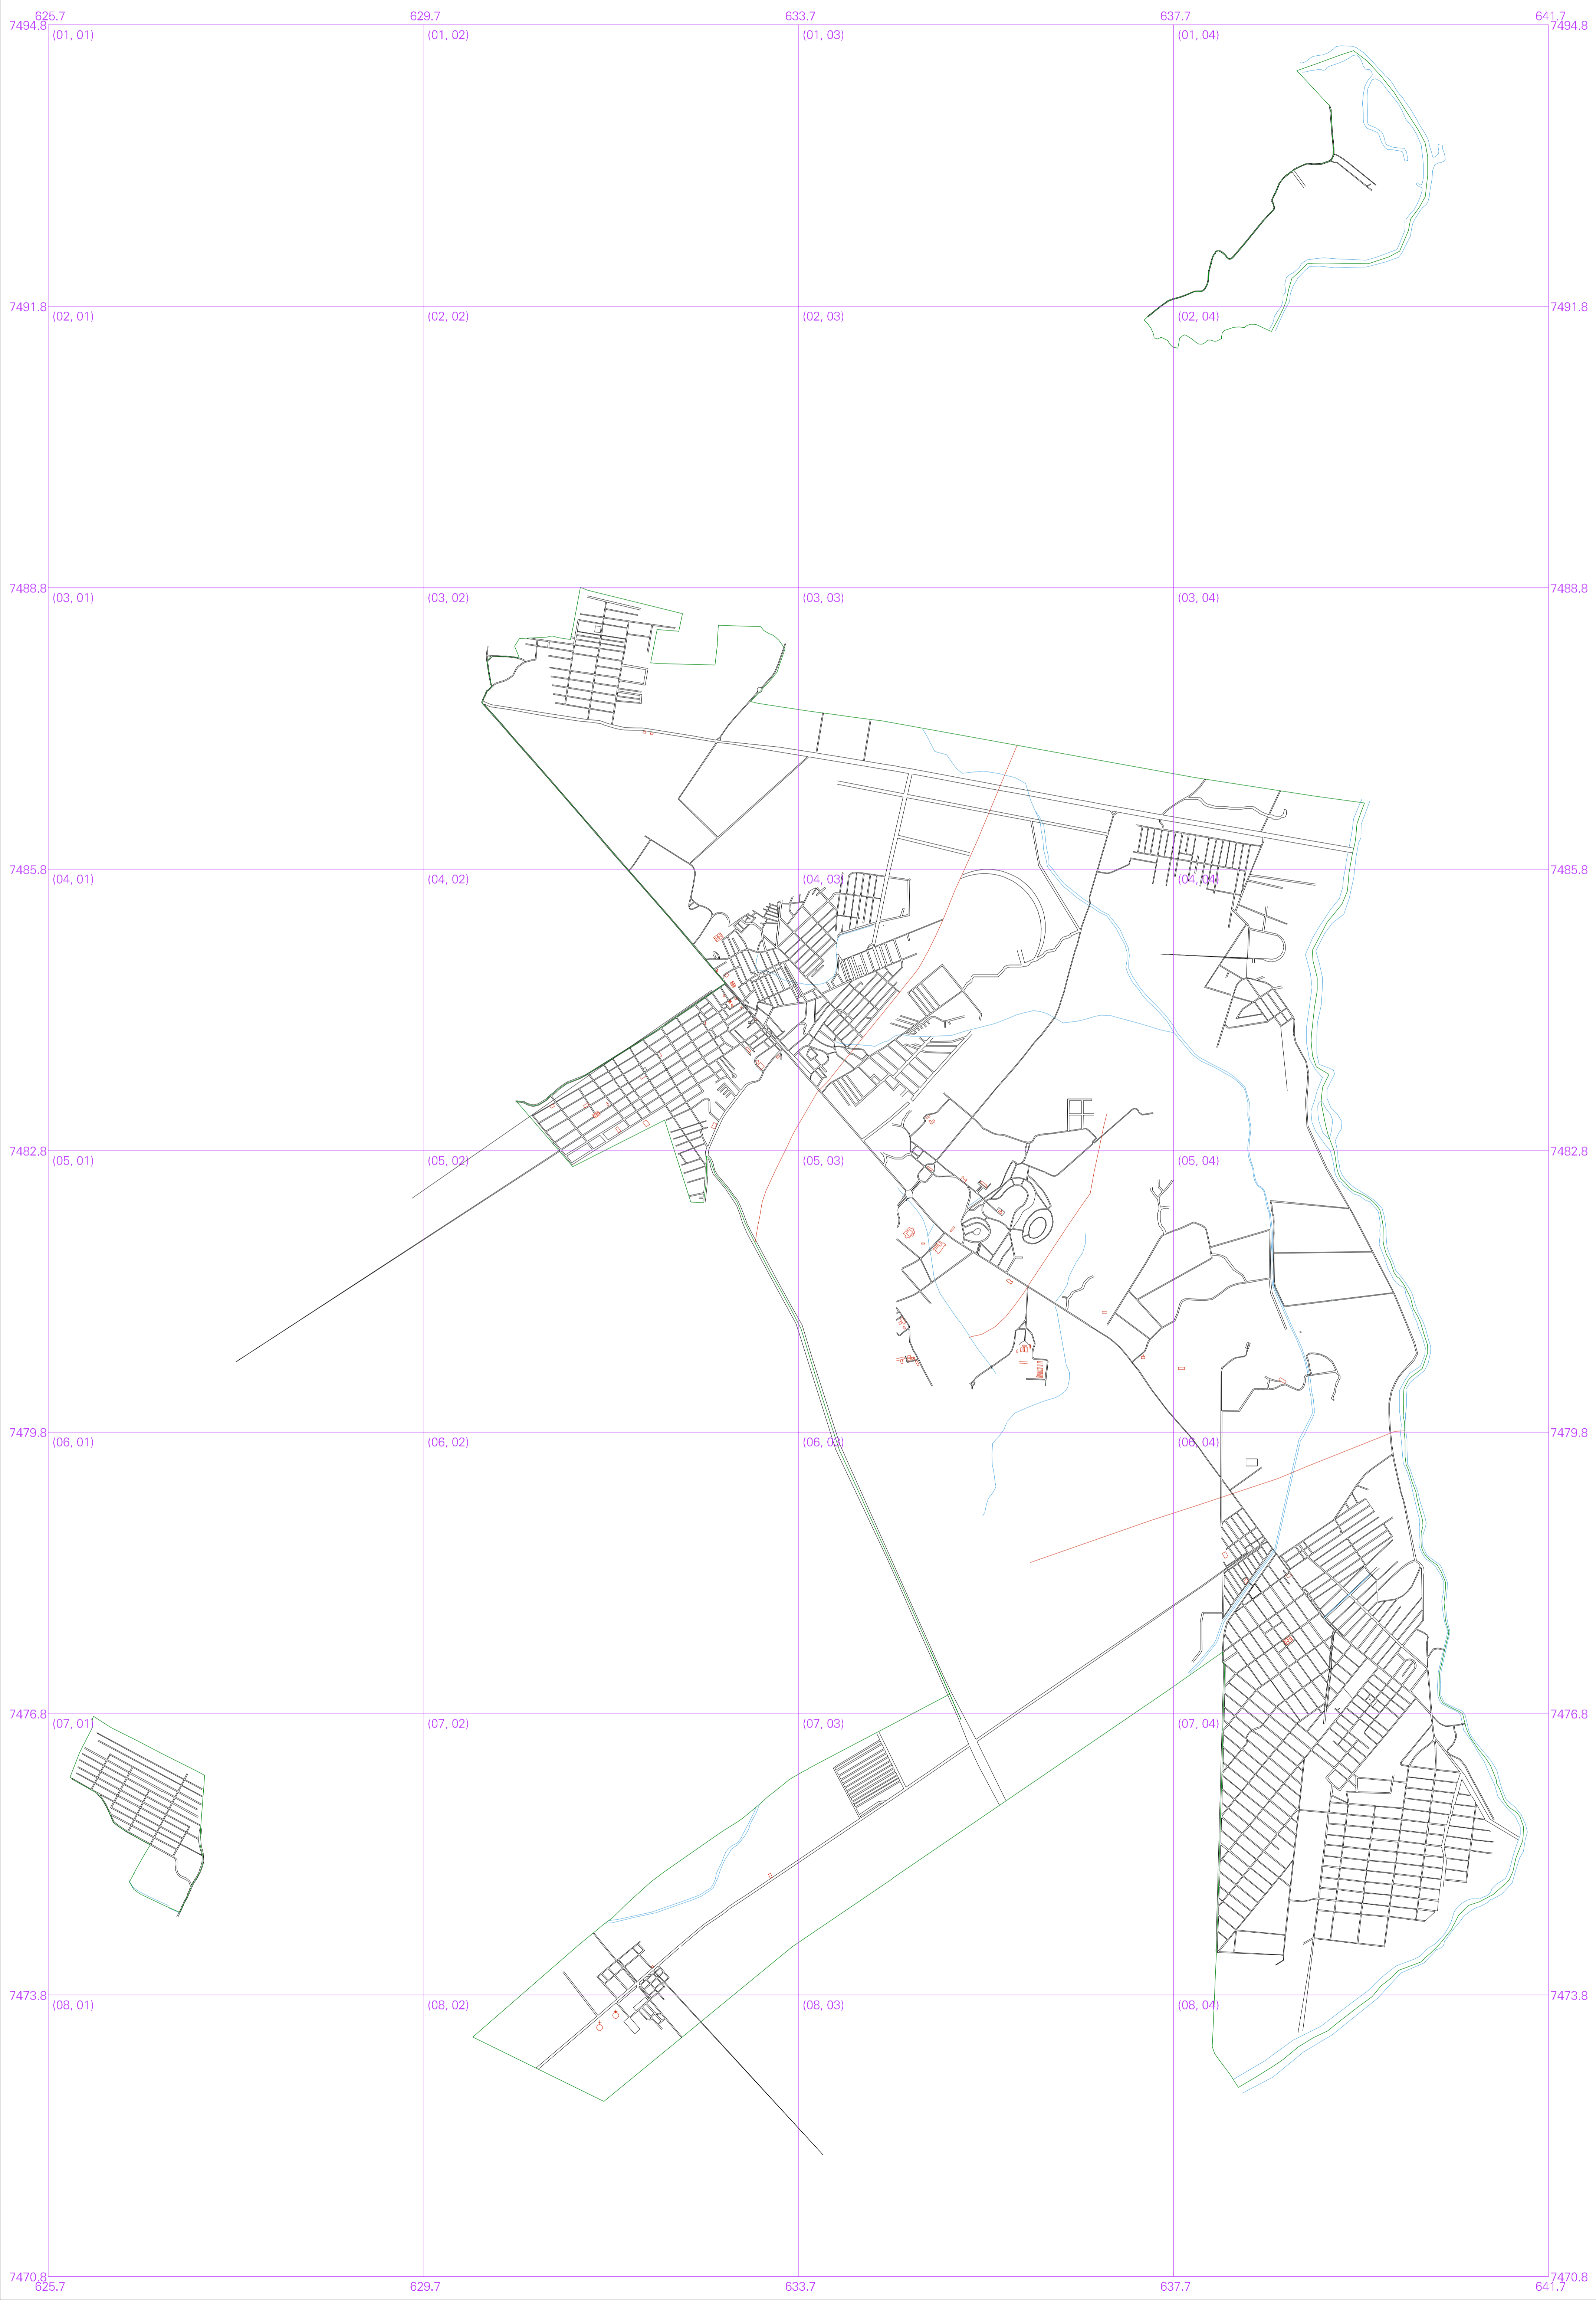 625.7 629.7 633.7 637.7 641.7
7494.8 7494.8
(01, 01) (01, 02) (01, 03) (01, 04)
7491.8 7491.8
(02, 01) (02, 02) (02, 03) (02, 04)
7488.8 7488.8
(03, 01) (03, 02) (03, 03) (03, 04)
7485.8 7485.8
(04, 01) (04, 02) (04, 03) (04, 04)
7482.8 7482.8
(05, 01) (05, 02) (05, 03) (05, 04)
7479.8 7479.8
(06, 01) (06, 02) (06, 03) (06, 04)
7476.8 7476.8
(07, 01) (07, 02) (07, 03) (07, 04)
7473.8 7473.8
(08, 01) (08, 02) (08, 03) (08, 04)
7470.8 7470.8
625.7 629.7 633.7 637.7 641.7